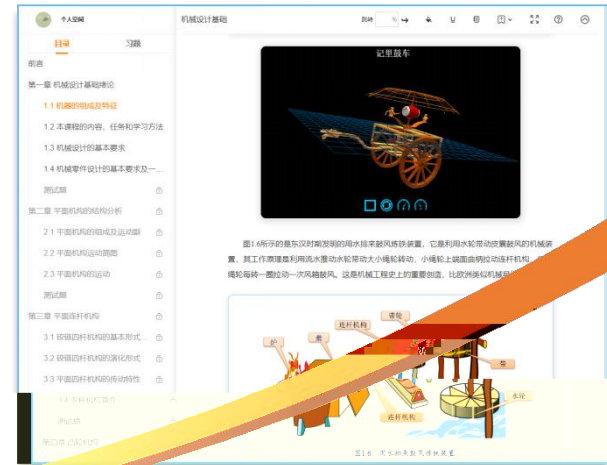 个人空间
机械设计基础
跳转
%
目录
习题
前言
第一章 机械设计基础绪论
1.1 机器的组成及特征
1.2 本课程的内容、任务和学习方法
1.3 机械设计的基本要求
1.4 机械零件设计的基本要求及一...
测试题
第二章 平面机构的结构分析
2.1 平面机构的组成及运动副
2.2 平面机构运动简图
2.3 平面机构的运动
测试题
第三章 平面连杆机构
3.1 铰链四杆机构的基本形式...
3.2 铰链四杆机构的演化形式
3.3 平面四杆机构的传动特性
测试题
第四章 凸轮机构
记里鼓车
图1.6所示的是东汉时期发明的用水排来鼓风炼铁装置，它是利用水轮带动皮囊鼓风的机械装
置，其工作原理是利用流水推动水轮带动大小绳轮转动，小绳轮上端面曲柄拉动连杆机构，
绳轮每转一圈拉动一次风箱鼓风。这是机械工程史上的重要创造，比欧洲类似机械早
连杆机构
炉
水轮
连杆机构
图1.6